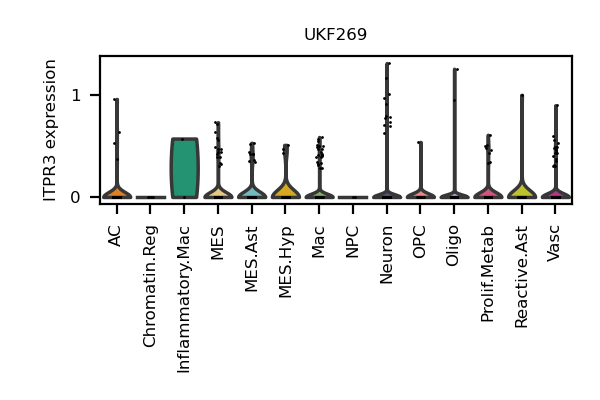 UKF269
ITPR3 expression
1
0
AC
Chromatin.Reg
Inflammatory.Mac
MES
MES.Ast
MES.Hyp
Mac
NPC
Neuron
OPC
Oligo
Prolif.Metab
Reactive.Ast
Vasc